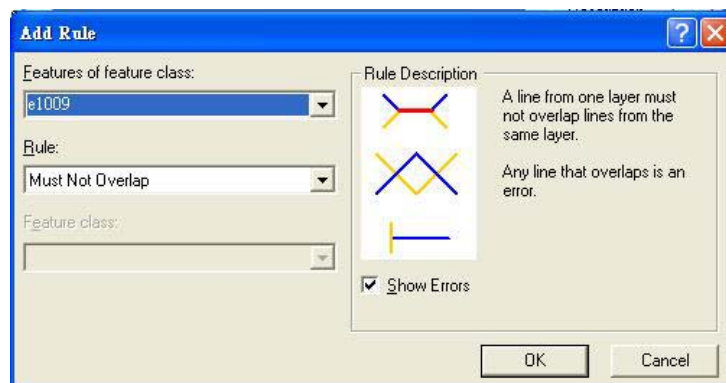 Add Rule
Features of feature class:
e1009
Rule:
Must Not Overlap
Feature class:
Rule Description
A line from one layer must
not overlap lines from the
same layer.
Any line that overlaps is an
error.
Show Errors
OK
Cancel